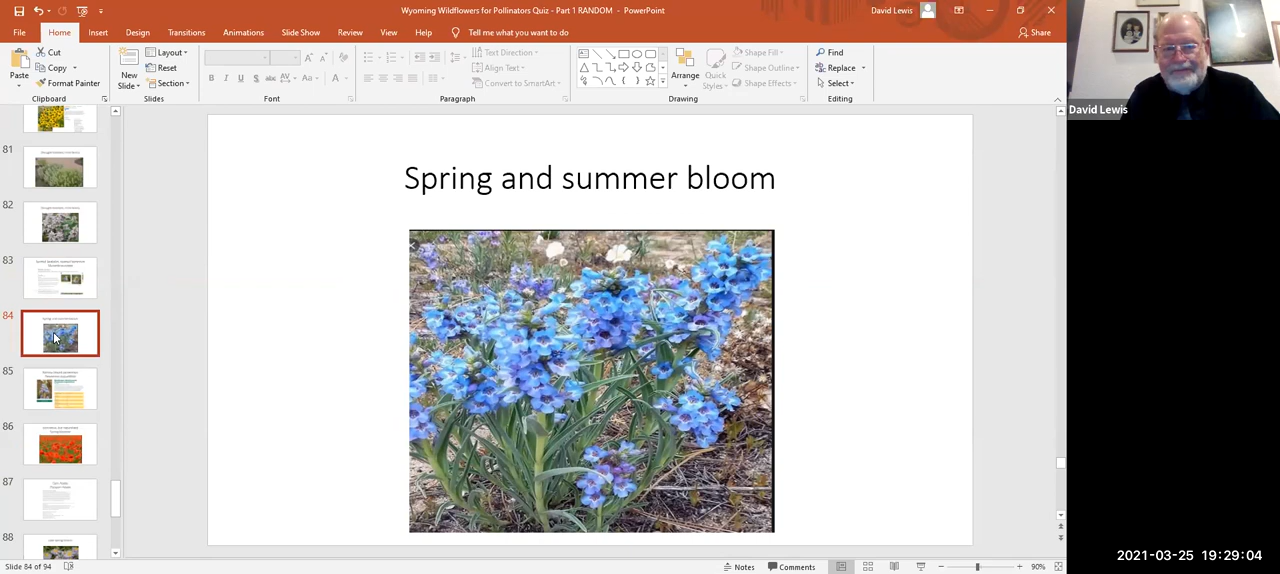 Wyoming Wildflowers for Pollinators Quiz - Part 1 RANDOM - PowerPoint
David Lewis
File Home Insert Design Transitions Animations Slide Show Review View Help Tell me what you want to do Share
Paste
Cut
Copy
Format Painter
Clipboard
New
Slide
Layout
Reset
Section
Slides
Font
Text Direction
Align Text
Convert to SmartArt
Paragraph
Arrange
Quick
Styles
Shape Fill
Shape Outline
Shape Effects
Drawing
Find
Replace
Select
Editing
David Lewis
81
82
83
84
85
86
87
88
Spring and summer bloom
Slide 84 of 94
Notes
Comments
90%
2021-03-25 19:29:04